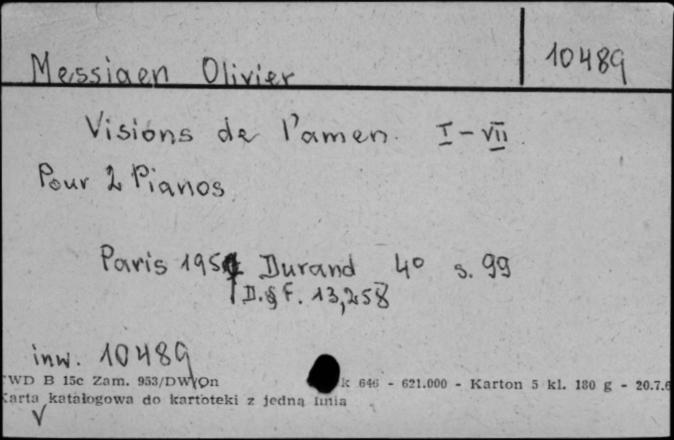 Messiaen Olivier 10489
Visions de l'amen. I - VII
Pour 2 Pianos
Paris Durand 4° s. 99
D. & F. 13,258
inw. 10489
WD B 15c Zam. 953/DW/On k 646 - 621.000 - Karton 5 kl. 180 g - 20.7.6
Karta katalogowa do kartoteki z jedną linią